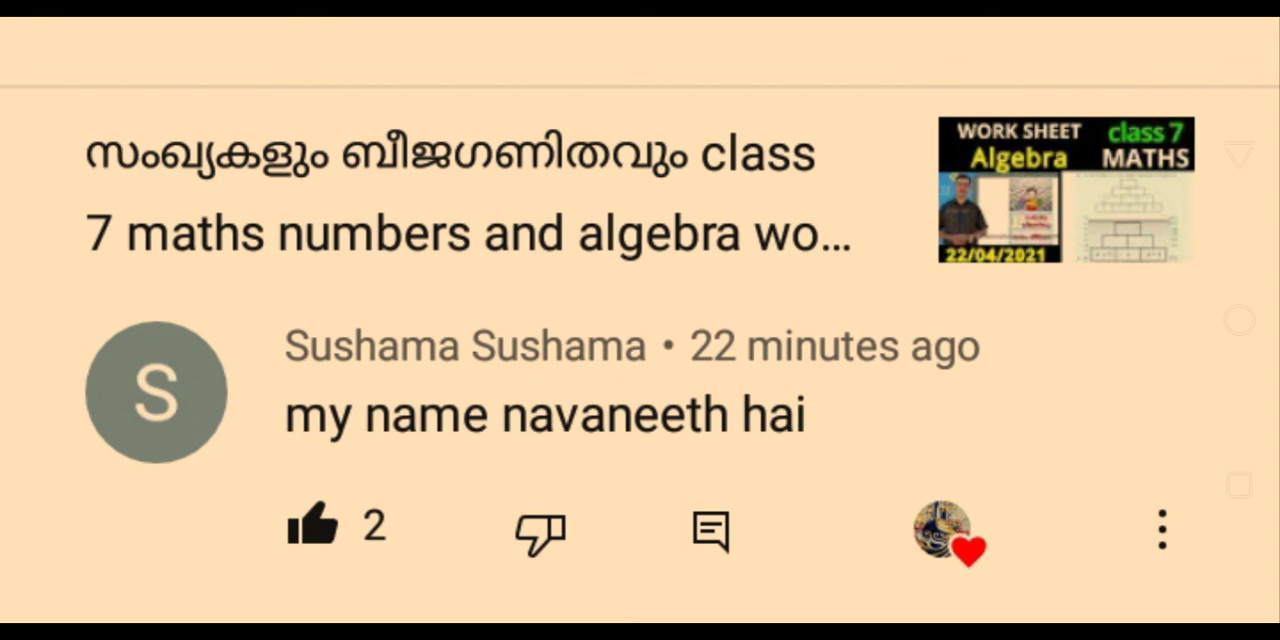 സംഖ്യകളും ബീജഗണിതവും class
7 maths numbers and algebra wo...
WORK SHEET class 7
Algebra MATHS
22/04/2021
S
Sushama Sushama • 22 minutes ago
my name navaneeth hai
2